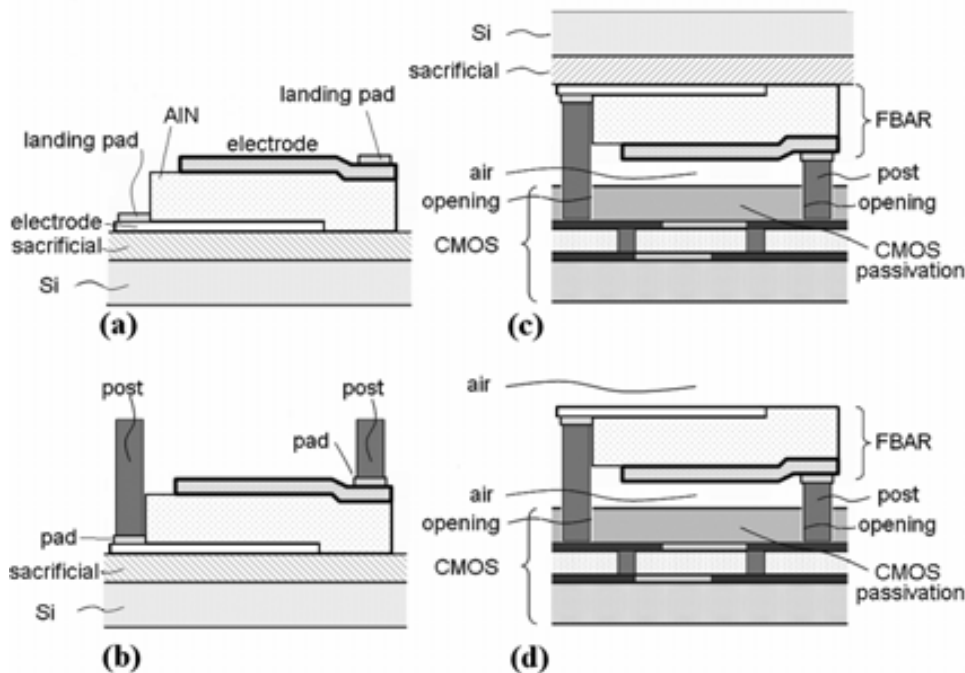 AlN
landing pad
landing pad
electrode
electrode
sacrificial
Si
(a)
post
post
pad
pad
sacrificial
Si
(b)
Si
sacrificial
FBAR
air
post
opening
opening
CMOS
CMOS
passivation
(c)
air
FBAR
air
post
opening
opening
CMOS
CMOS
passivation
(d)